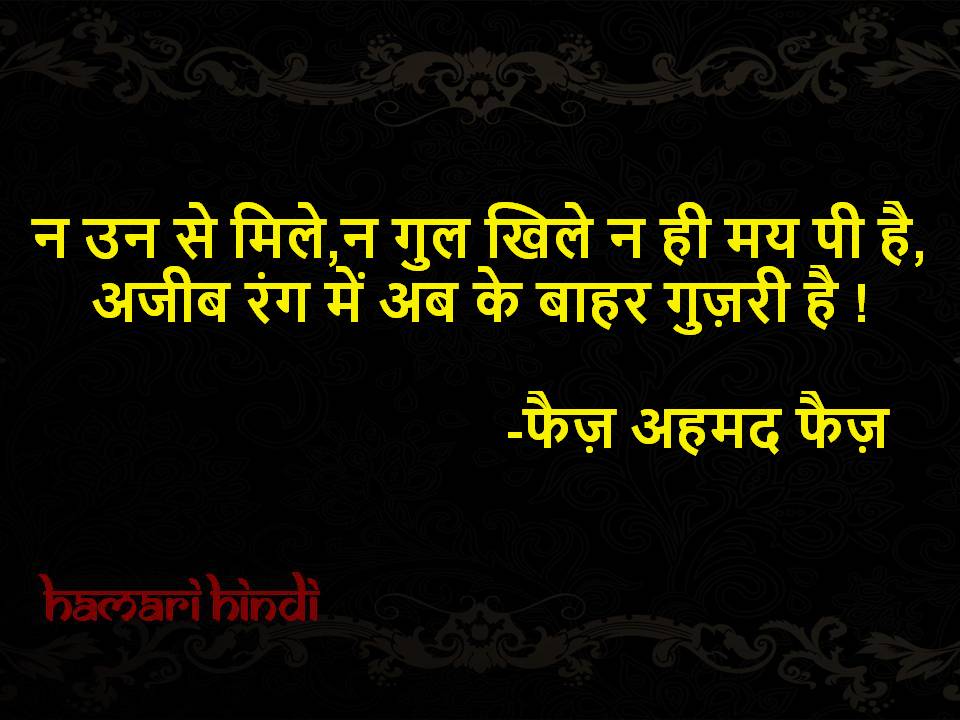 न उन से मिले,न गुल खिले न ही मय पी है,
अजीब रंग में अब के बाहर गुज़री है !
-फैज़ अहमद फैज़
HAMARI HINDI